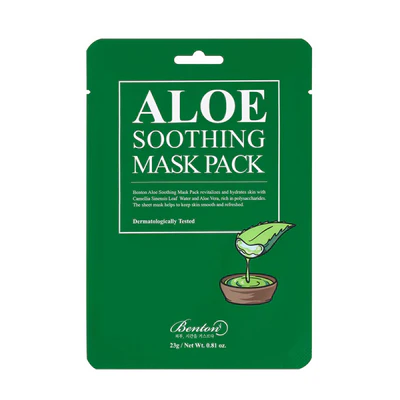 ALOE
SOOTHING
MASK PACK
Benton Aloe Soothing Mask Pack revitalizes and hydrates skin with
Camellia Sinensis Leaf Water and Aloe Vera, rich in polysaccharides.
The sheet mask helps to keep skin smooth and refreshed.
Dermatologically Tested
Benton
23g / Net Wt. 0.81 oz.